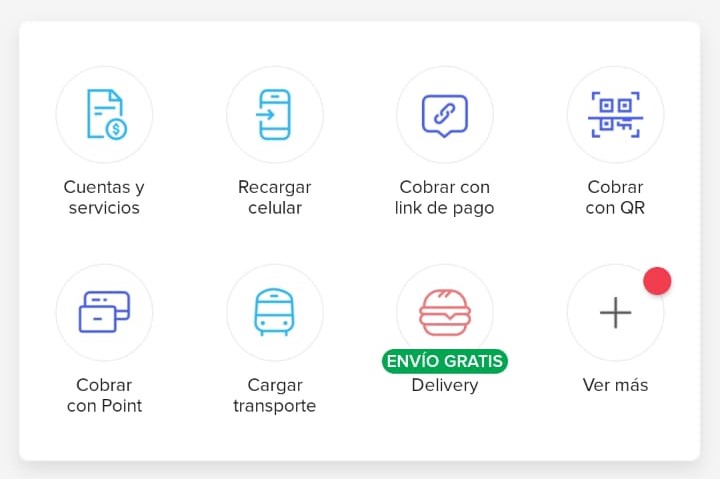 Cuentas y
servicios
Recargar
celular
Cobrar con
link de pago
Cobrar
con QR
Cobrar
con Point
Cargar
transporte
ENVÍO GRATIS
Delivery
Ver más